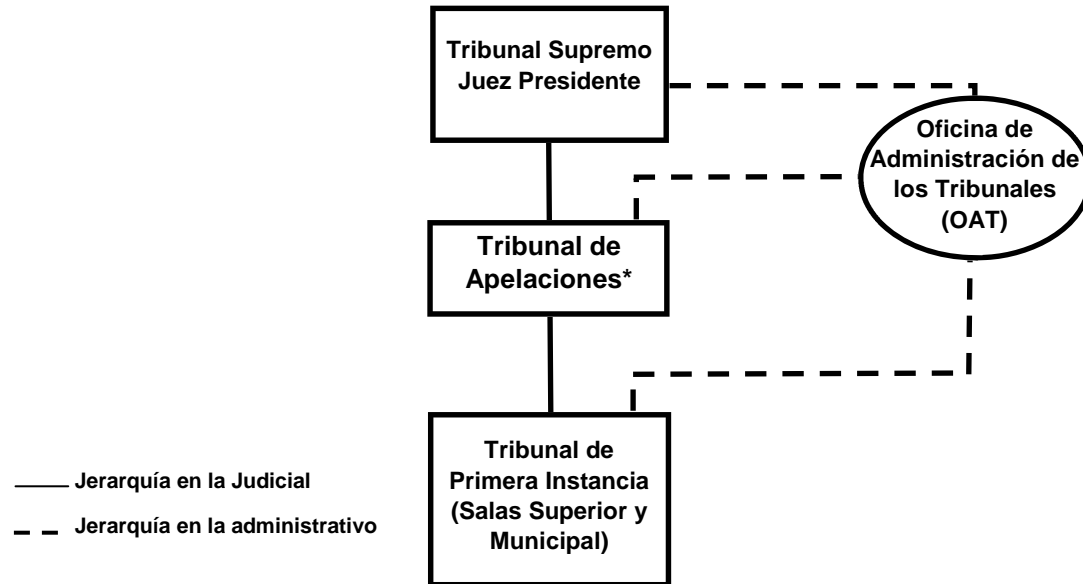 Tribunal Supremo
Juez Presidente
Oficina de
Administración de
los Tribunales
(OAT)
Tribunal de
Apelaciones*
Tribunal de
Primera Instancia
(Salas Superior y
Municipal)
Jerarquía en la Judicial
Jerarquía en la administrativo